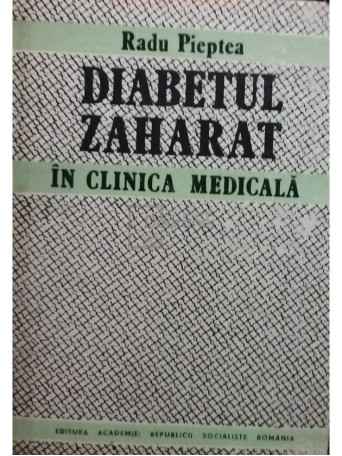 Radu Pieptea
DIABETUL
ZAHARAT
ÎN CLINICA MEDICALĂ
EDITURA ACADEMIEI REPUBLICII SOCIALISTE ROMÂNIA